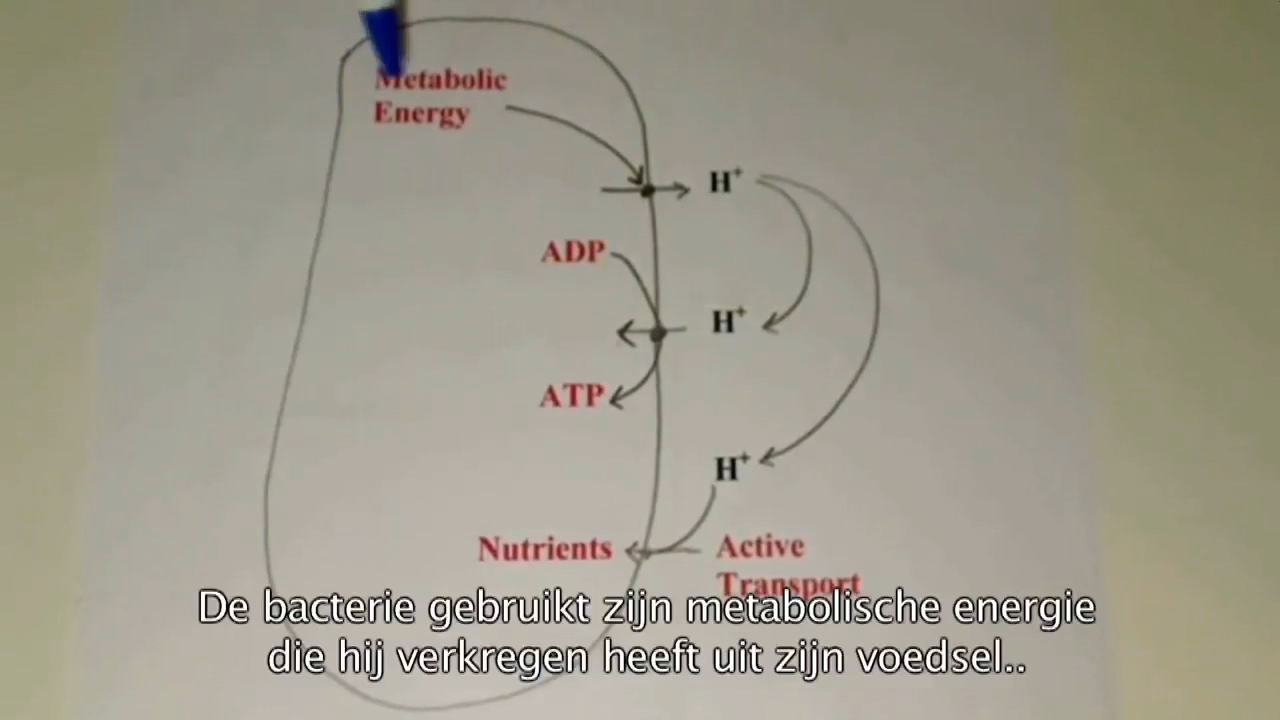 Metabolic
Energy
H⁺
ADP
H⁺
ATP
H⁺
Nutrients
Active
Transport
De bacterie gebruikt zijn metabolische energie
die hij verkregen heeft uit zijn voedsel..